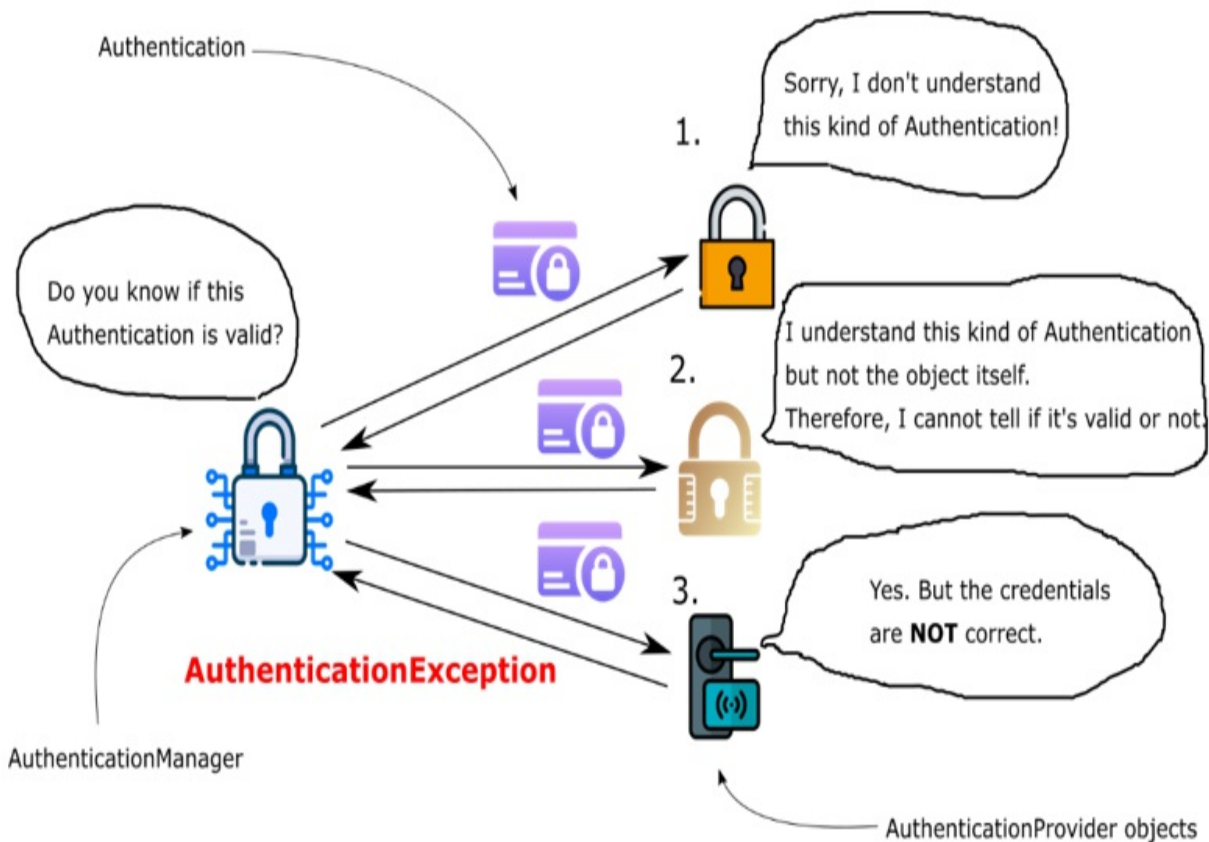 Authentication
Sorry, I don't understand
this kind of Authentication!
1.
Do you know if this
Authentication is valid?
I understand this kind of Authentication
but not the object itself.
Therefore, I cannot tell if it's valid or not.
2.
3.
Yes. But the credentials
are NOT correct.
AuthenticationException
AuthenticationManager
AuthenticationProvider objects